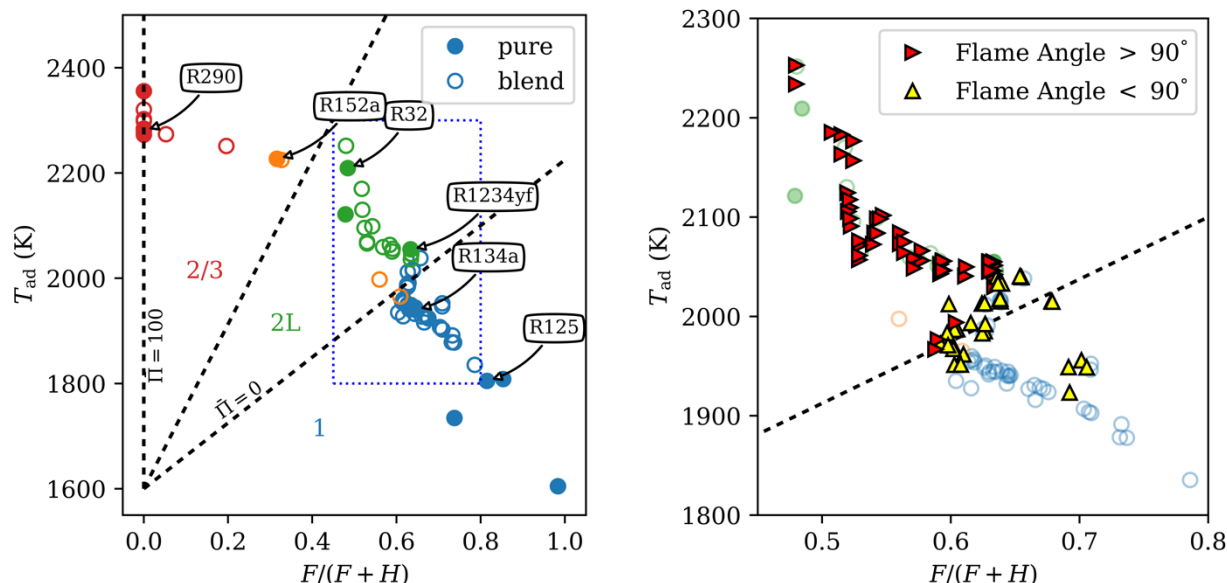 2400
2200
2000
1800
1600
T_ad (K)
0.0 0.2 0.4 0.6 0.8 1.0
F/(F + H)
pure
blend
R290
R152a
R32
R1234yf
R134a
R125
2/3
2L
1
Π̄ = 100
Π̄ = 0
2300
2200
2100
2000
1900
1800
T_ad (K)
0.5 0.6 0.7 0.8
F/(F + H)
Flame Angle > 90°
Flame Angle < 90°